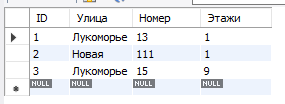 ID Улица Номер Этажи
1 Лукоморье 13 1
2 Новая 111 1
3 Лукоморье 15 9
NULL NULL NULL NULL